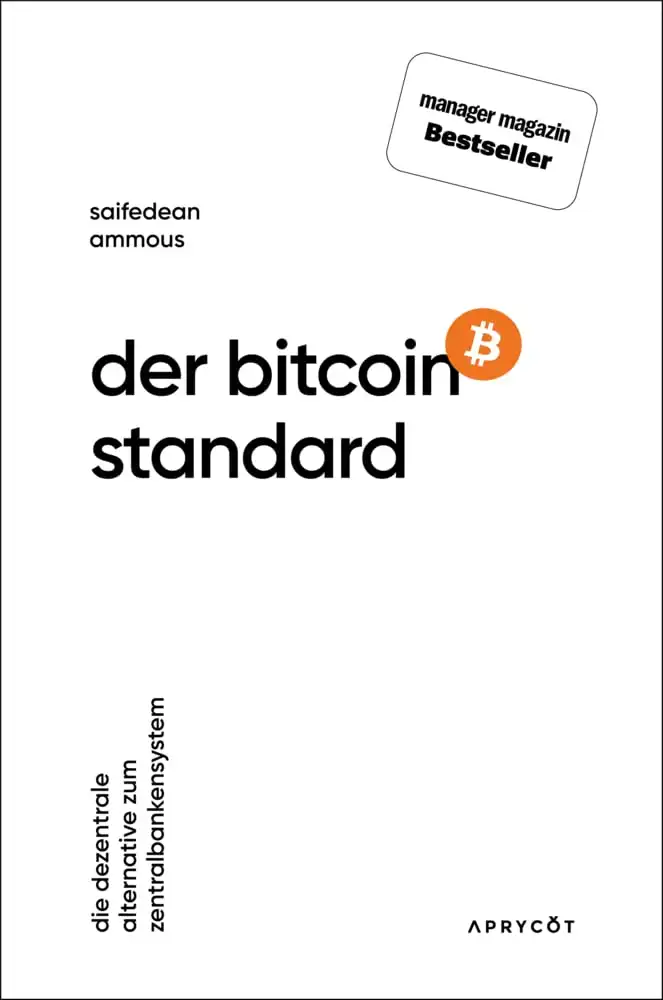 manager magazin
Bestseller
saifedean
ammous
der bitcoin
standard
die dezentrale
alternative zum
zentralbankensystem
APRYCOT